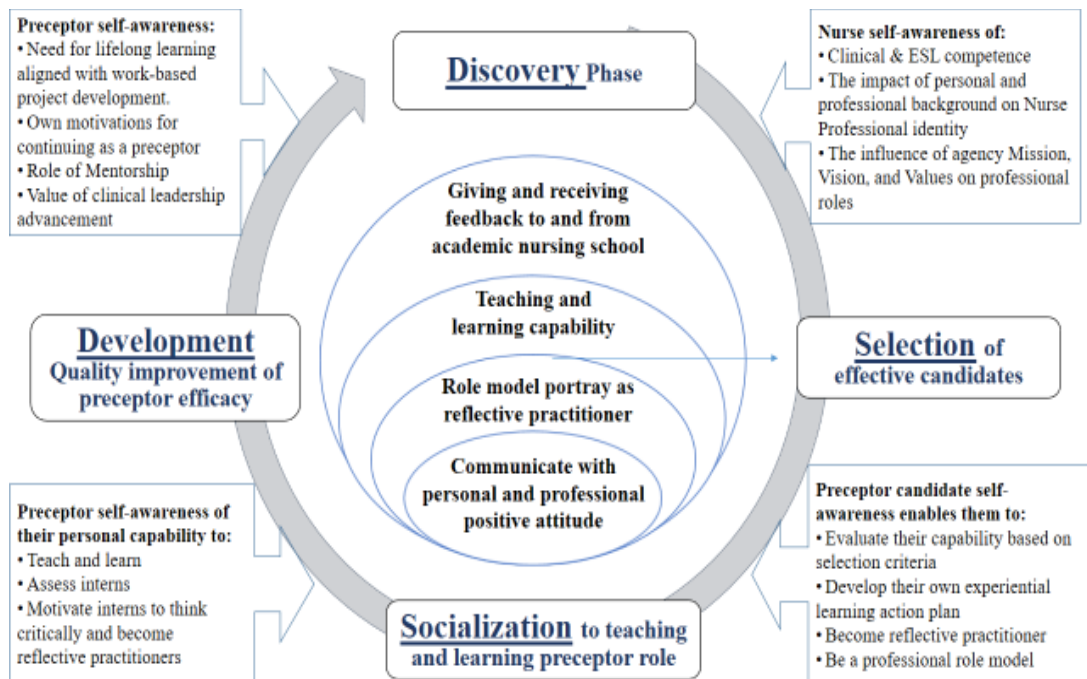 Preceptor self-awareness:
• Need for lifelong learning
aligned with work-based
project development.
• Own motivations for
continuing as a preceptor
• Role of Mentorship
• Value of clinical leadership
advancement
Discovery Phase
Nurse self-awareness of:
• Clinical & ESL competence
• The impact of personal and
professional background on Nurse
Professional identity
• The influence of agency Mission,
Vision, and Values on professional
roles
Giving and receiving
feedback to and from
academic nursing school
Teaching and
learning capability
Role model portray as
reflective practitioner
Communicate with
personal and professional
positive attitude
Development
Quality improvement of
preceptor efficacy
Selection of
effective candidates
Preceptor self-awareness of
their personal capability to:
• Teach and learn
• Assess interns
• Motivate interns to think
critically and become
reflective practitioners
Socialization to teaching
and learning preceptor role
Preceptor candidate self-
awareness enables them to:
• Evaluate their capability based on
selection criteria
• Develop their own experiential
learning action plan
• Become reflective practitioner
• Be a professional role model